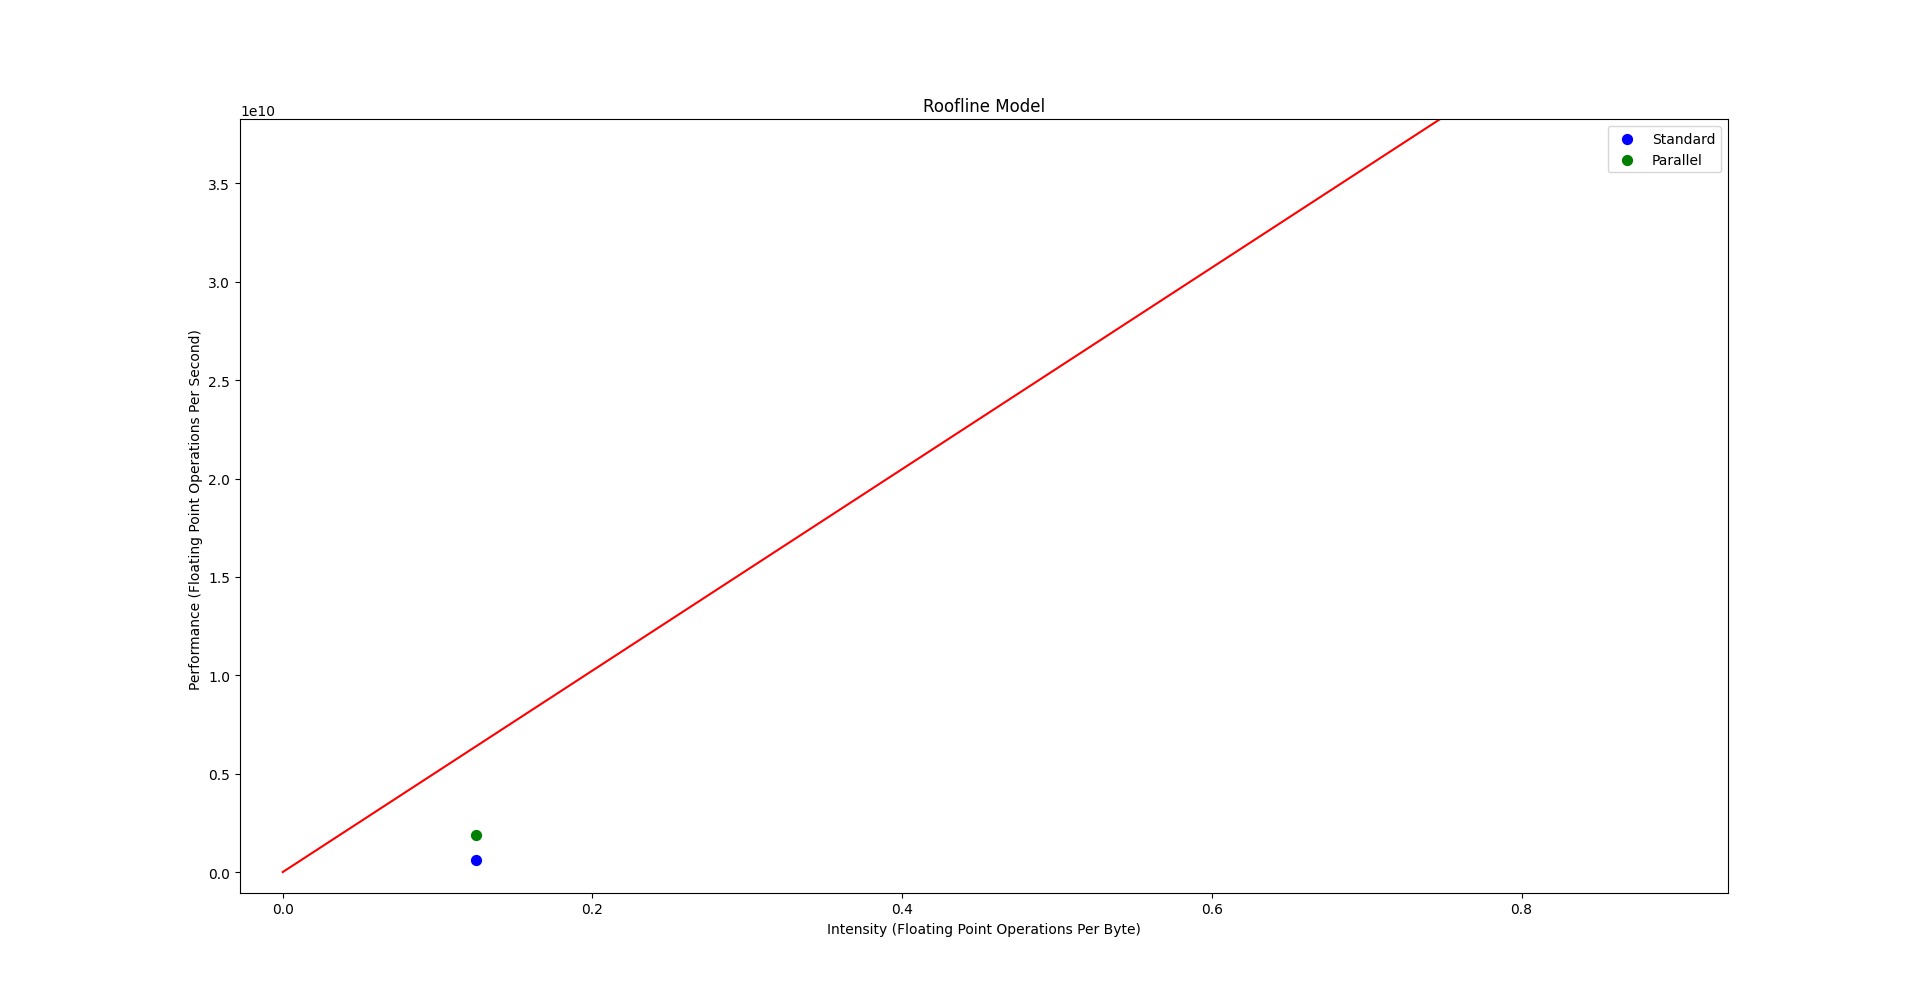 Roofline Model
1e10
Standard
Parallel
3.5
3.0
2.5
2.0
1.5
1.0
0.5
0.0
Performance (Floating Point Operations Per Second)
0.0 0.2 0.4 0.6 0.8
Intensity (Floating Point Operations Per Byte)